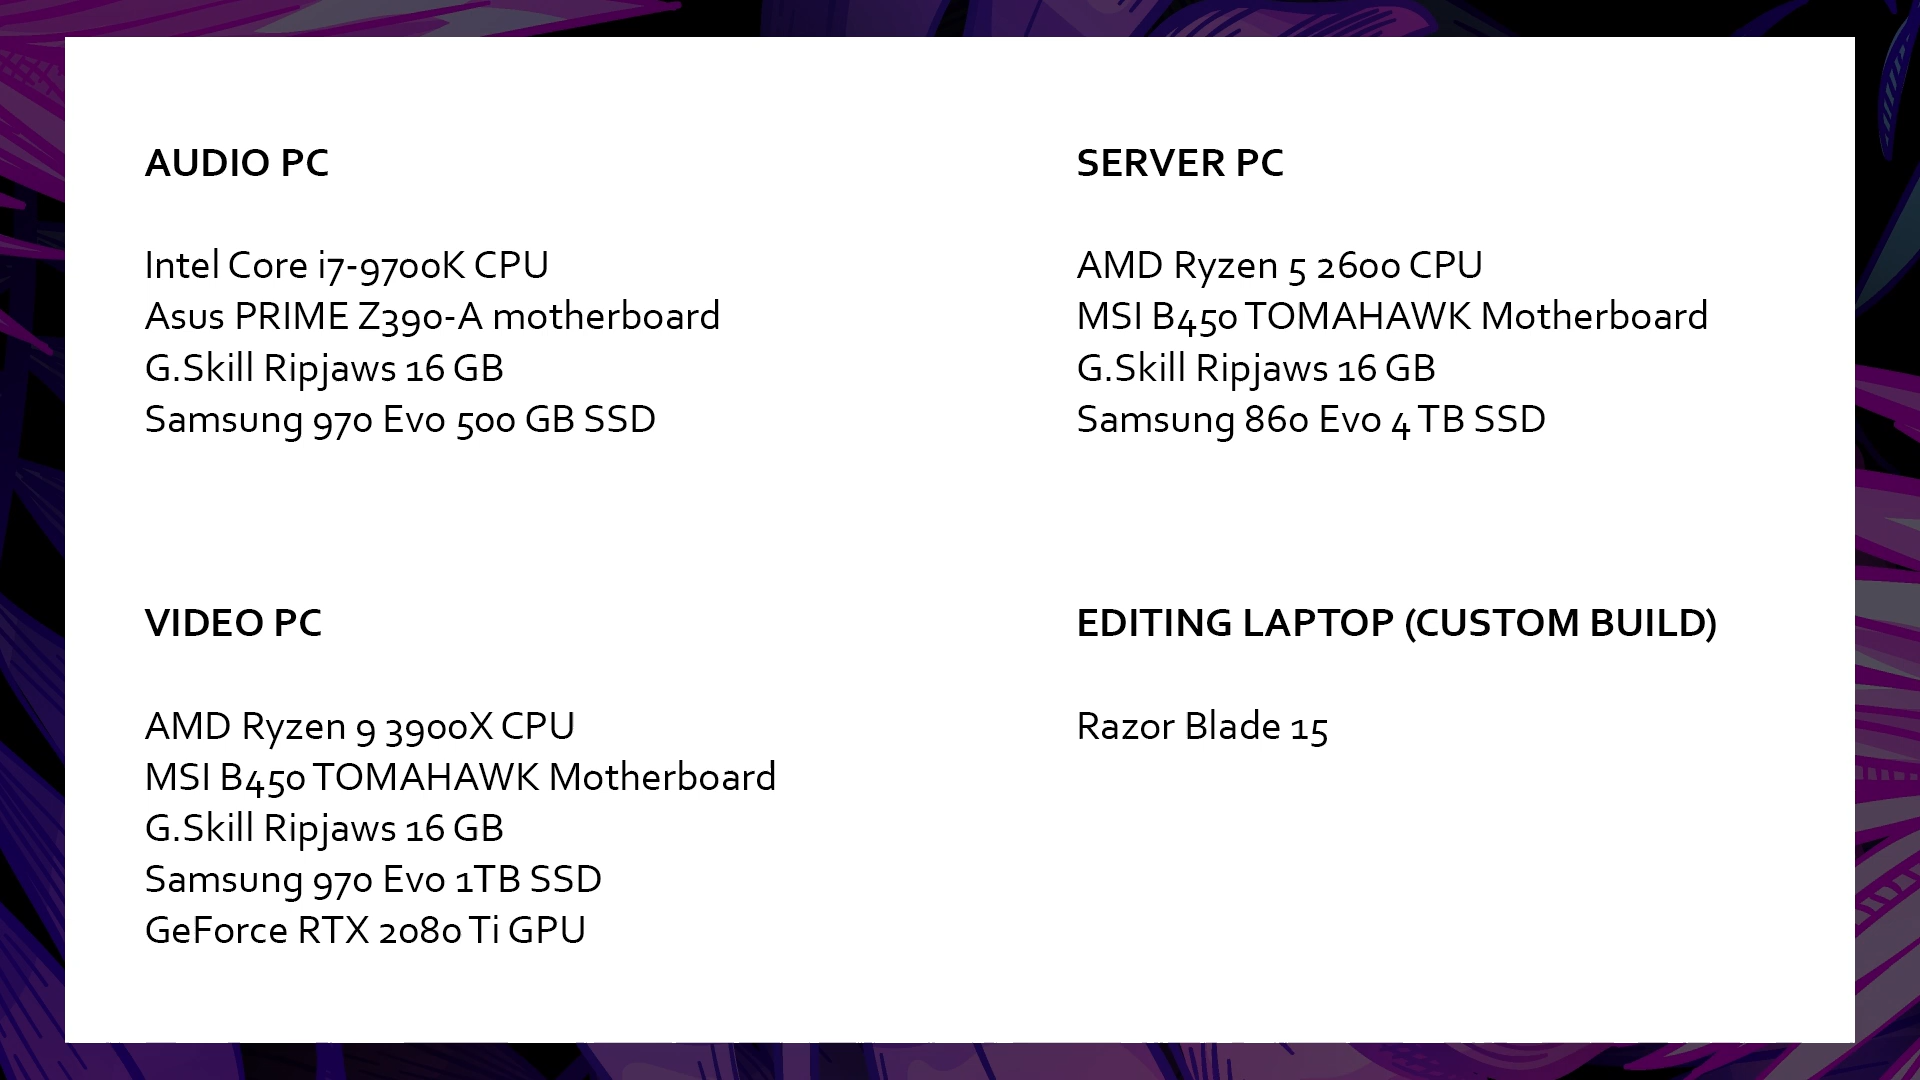 AUDIO PC
Intel Core i7-9700K CPU
Asus PRIME Z390-A motherboard
G.Skill Ripjaws 16 GB
Samsung 970 Evo 500 GB SSD
SERVER PC
AMD Ryzen 5 2600 CPU
MSI B450 TOMAHAWK Motherboard
G.Skill Ripjaws 16 GB
Samsung 860 Evo 4 TB SSD
VIDEO PC
AMD Ryzen 9 3900X CPU
MSI B450 TOMAHAWK Motherboard
G.Skill Ripjaws 16 GB
Samsung 970 Evo 1TB SSD
GeForce RTX 2080 Ti GPU
EDITING LAPTOP (CUSTOM BUILD)
Razor Blade 15